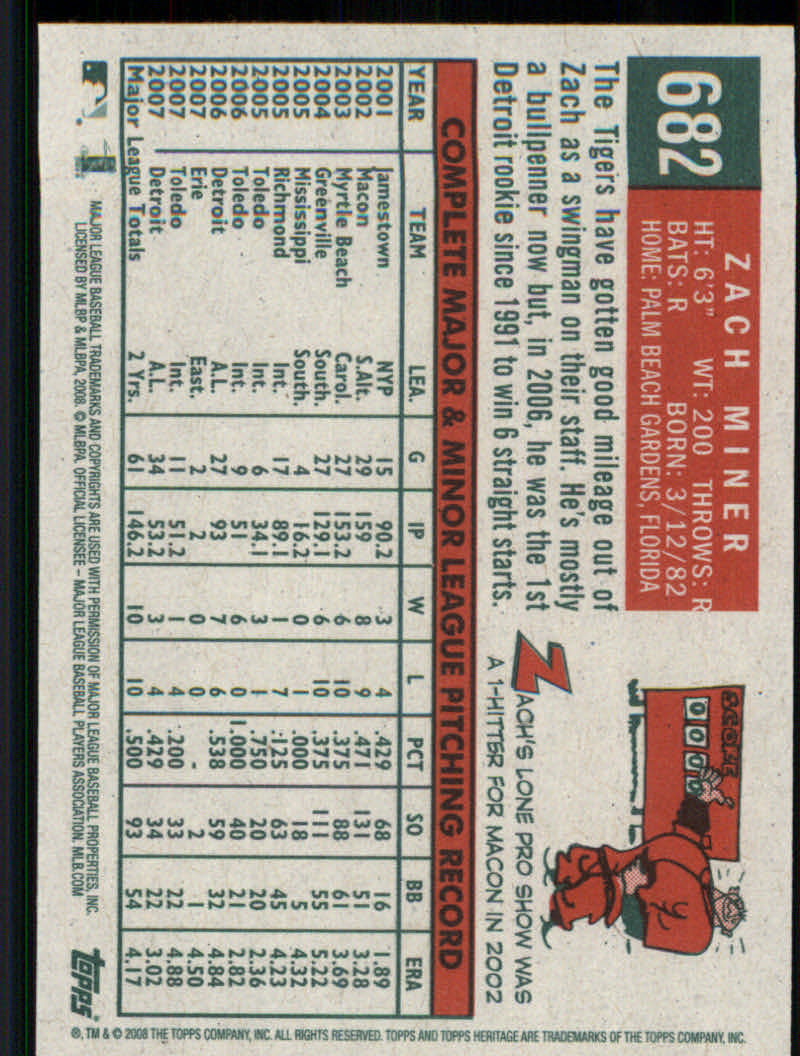 682
ZACH MINER
HT: 6'3" WT: 200 THROWS: R
BATS: R BORN: 3/12/82
HOME: PALM BEACH GARDENS, FLORIDA
The Tigers have gotten good mileage out of
Zach as a swingman on their staff. He's mostly
a bullpenner now but, in 2006, he was the 1st
Detroit rookie since 1991 to win 6 straight starts.
SCORE
0 0 0 0
ZACH'S LONE PRO SHOW WAS
A 1-HITTER FOR MACON IN 2002
COMPLETE MAJOR & MINOR LEAGUE PITCHING RECORD
YEAR TEAM LEA. G IP W L PCT SO BB ERA
2001 Jamestown NYP 15 90.2 3 4 .429 68 16 1.89
2002 Macon S.Alt. 29 159 8 9 .471 131 51 3.28
2003 Myrtle Beach Carol. 27 153.2 6 10 .375 88 61 3.69
2004 Greenville South. 27 129.1 6 10 .375 111 55 5.22
2005 Mississippi South. 4 16.2 0 1 .000 18 5 4.32
2005 Richmond Int. 17 89.1 1 7 .125 63 45 4.23
2005 Toledo Int. 6 34.1 3 1 .750 20 20 2.36
2006 Toledo Int. 9 51 6 0 1.000 40 21 2.82
2006 Detroit A.L. 27 93 7 6 .538 59 32 4.84
2007 Erie East. 2 2 0 0 - 2 1 4.50
2007 Toledo Int. 11 51.2 1 4 .200 33 22 4.88
2007 Detroit A.L. 34 53.2 3 4 .429 34 22 3.02
Major League Totals 2 Yrs. 61 146.2 10 10 .500 93 54 4.17
MAJOR LEAGUE BASEBALL TRADEMARKS AND COPYRIGHTS ARE USED WITH PERMISSION OF MAJOR LEAGUE BASEBALL PROPERTIES, INC.
LICENSED BY MLBP & MLBPA, 2008. © MLBPA. OFFICIAL LICENSEE – MAJOR LEAGUE BASEBALL PLAYERS ASSOCIATION. MLB.COM
topps
®, TM & © 2008 THE TOPPS COMPANY, INC. ALL RIGHTS RESERVED. TOPPS AND TOPPS HERITAGE ARE TRADEMARKS OF THE TOPPS COMPANY, INC.